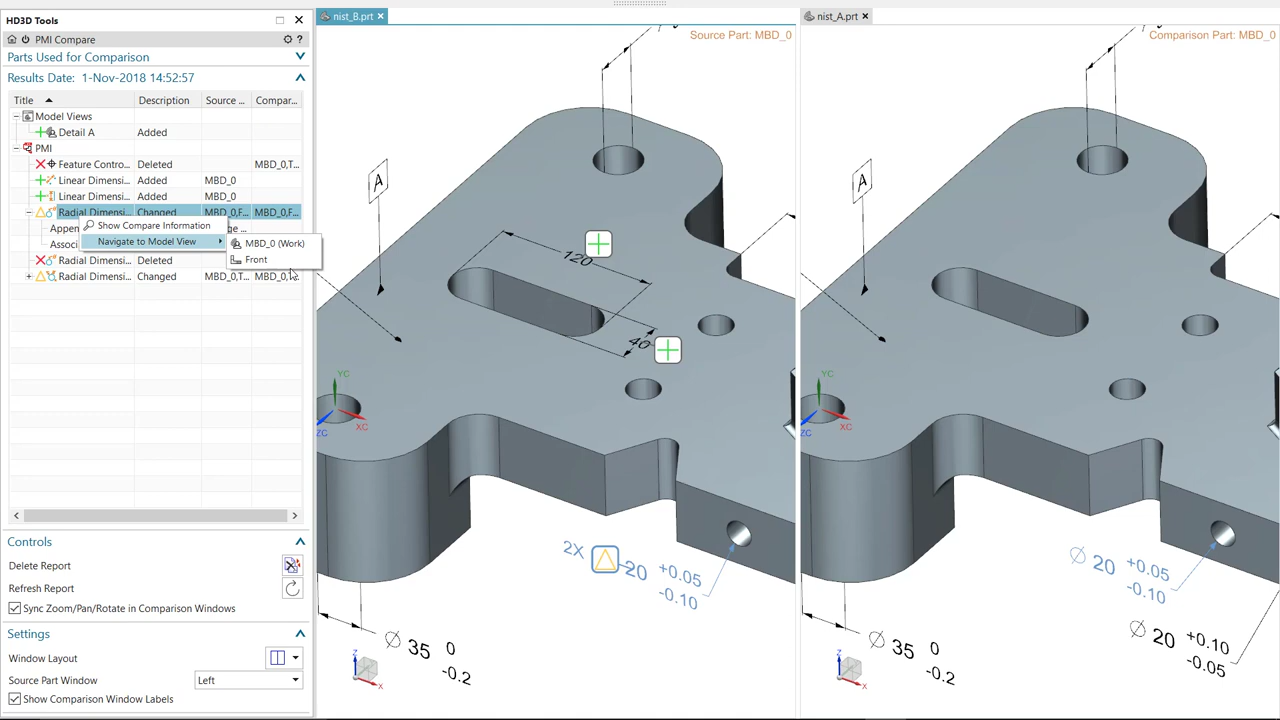 HD3D Tools
PMI Compare
?
Parts Used for Comparison
Results Date: 1-Nov-2018 14:52:57
Title Description Source ... Compar...
Model Views
Detail A Added
PMI
Feature Contro... Deleted MBD_0,T...
Linear Dimensi... Added MBD_0
Linear Dimensi... Added MBD_0
Radial Dimensi... Changed MBD_0,F... MBD_0,F...
Show Compare Information
Navigate to Model View
MBD_0 (Work)
Front
Radial Dimensi... Deleted
Radial Dimensi... Changed MBD_0,T...
Controls
Delete Report
Refresh Report
Sync Zoom/Pan/Rotate in Comparison Windows
Settings
Window Layout
Source Part Window Left
Show Comparison Window Labels
nist_B.prt
Source Part: MBD_0
A
120
40
YC
XC
ZC
2X
20 +0.05
-0.10
∅ 35 0
-0.2
Z
X
nist_A.prt
Comparison Part: MBD_0
A
YC
XC
ZC
∅ 20 +0.05
-0.10
∅ 20 +0.10
-0.05
∅ 35 0
-0.2
Z
X